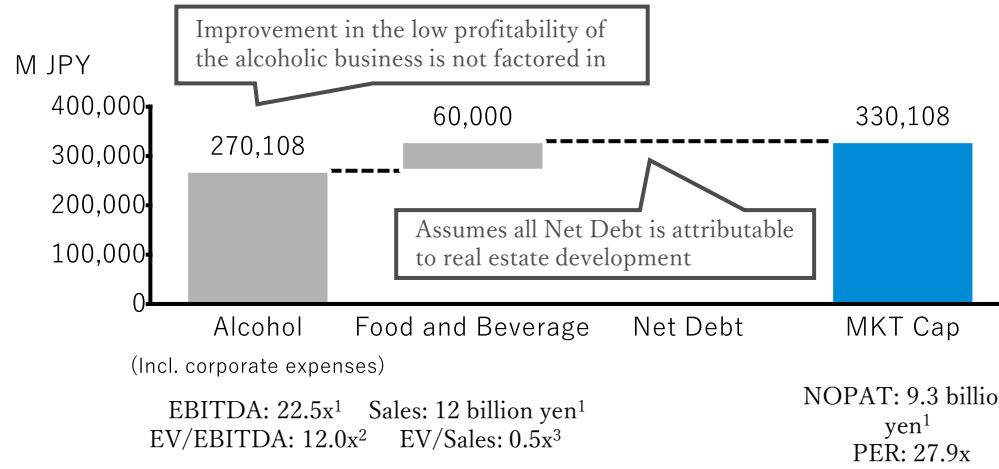 Improvement in the low profitability of
the alcoholic business is not factored in
M JPY
400,000
300,000
200,000
100,000
0
270,108
60,000
330,108
Assumes all Net Debt is attributable
to real estate development
Alcohol
Food and Beverage
Net Debt
MKT Cap
(Incl. corporate expenses)
EBITDA: 22.5x¹
EV/EBITDA: 12.0x²
Sales: 12 billion yen¹
EV/Sales: 0.5x³
NOPAT: 9.3 billio
yen¹
PER: 27.9x